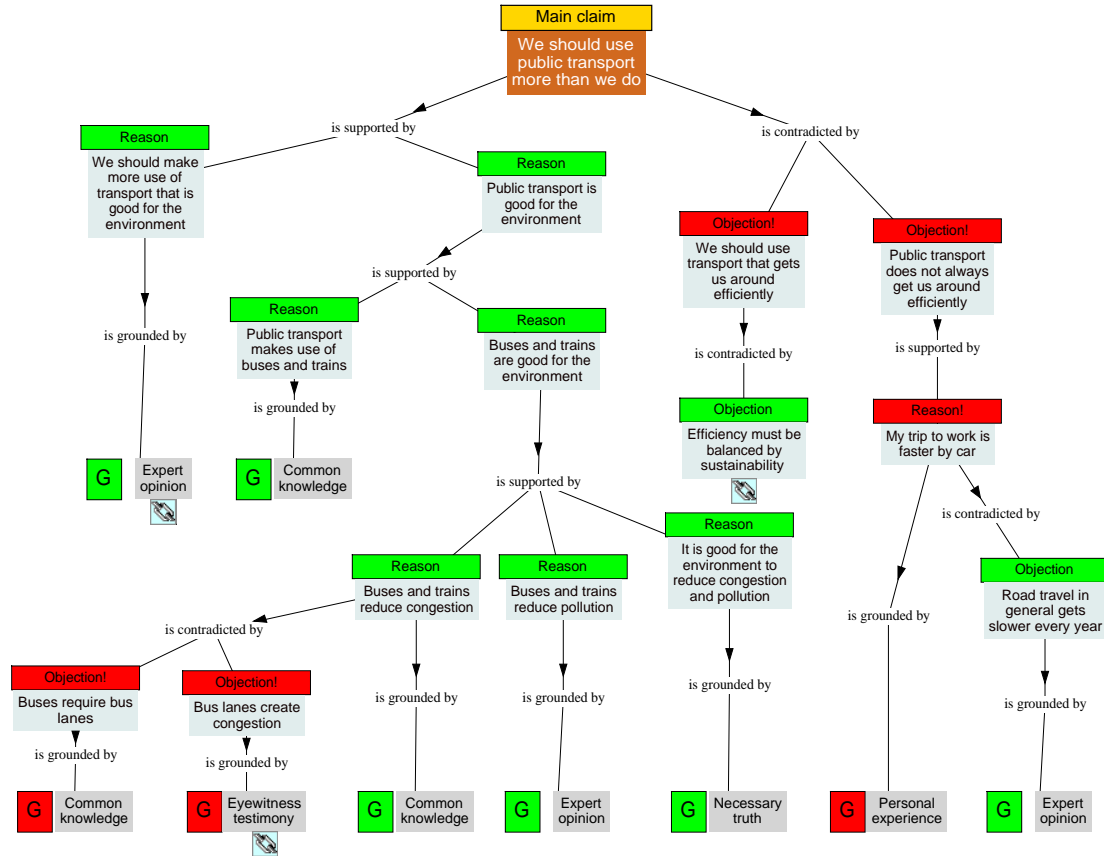 Main claim
We should use
public transport
more than we do
is supported by
is contradicted by
Reason
We should make
more use of
transport that is
good for the
environment
Reason
Public transport is
good for the
environment
Objection!
We should use
transport that gets
us around
efficiently
Objection!
Public transport
does not always
get us around
efficiently
is supported by
is grounded by
Reason
Public transport
makes use of
buses and trains
Reason
Buses and trains
are good for the
environment
is contradicted by
is supported by
is grounded by
Objection
Efficiency must be
balanced by
sustainability
Reason!
My trip to work is
faster by car
G
Expert
opinion
G
Common
knowledge
is supported by
is contradicted by
Reason
Buses and trains
reduce congestion
Reason
Buses and trains
reduce pollution
Reason
It is good for the
environment to
reduce congestion
and pollution
Objection
Road travel in
general gets
slower every year
is contradicted by
is grounded by
Objection!
Buses require bus
lanes
Objection!
Bus lanes create
congestion
is grounded by
is grounded by
is grounded by
is grounded by
is grounded by
is grounded by
G
Common
knowledge
G
Eyewitness
testimony
G
Common
knowledge
G
Expert
opinion
G
Necessary
truth
G
Personal
experience
G
Expert
opinion